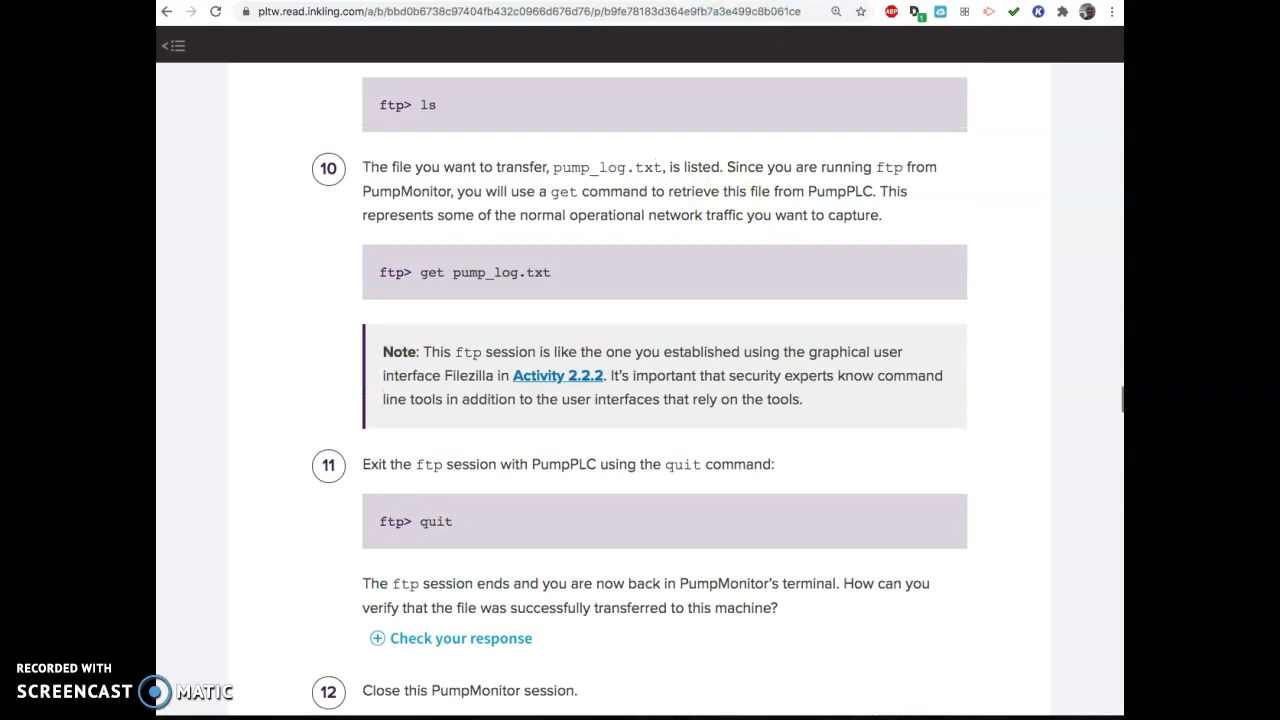 pltw.read.inkling.com/a/b/bbd0b6738c97404fb432c0966d676d76/p/b9fe78183d364e9fb7a3e499c8b061ce
ftp> ls
10 The file you want to transfer, pump_log.txt, is listed. Since you are running ftp from
PumpMonitor, you will use a get command to retrieve this file from PumpPLC. This
represents some of the normal operational network traffic you want to capture.
ftp> get pump_log.txt
Note: This ftp session is like the one you established using the graphical user
interface Filezilla in Activity 2.2.2. It's important that security experts know command
line tools in addition to the user interfaces that rely on the tools.
11 Exit the ftp session with PumpPLC using the quit command:
ftp> quit
The ftp session ends and you are now back in PumpMonitor's terminal. How can you
verify that the file was successfully transferred to this machine?
Check your response
12 Close this PumpMonitor session.
RECORDED WITH
SCREENCAST MATIC